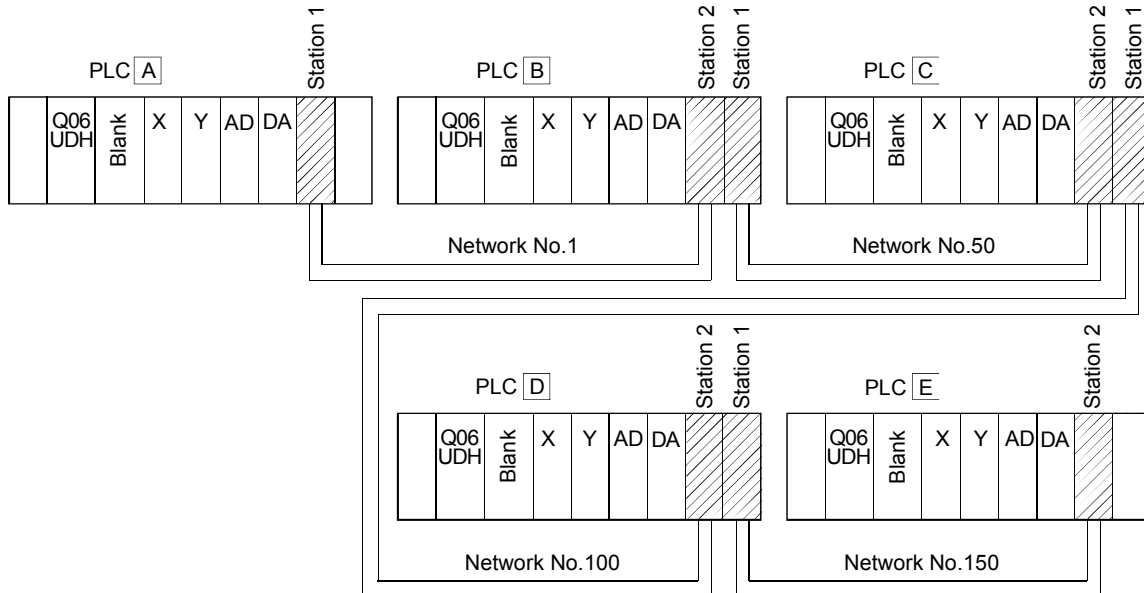 Station 1
Station 2
Station 1
Station 2
Station 1
PLC A
PLC B
PLC C
Q06
UDH
Blank
X
Y
AD
DA
Q06
UDH
Blank
X
Y
AD
DA
Q06
UDH
Blank
X
Y
AD
DA
Network No.1
Network No.50
Station 2
Station 1
Station 2
PLC D
PLC E
Q06
UDH
Blank
X
Y
AD
DA
Q06
UDH
Blank
X
Y
AD
DA
Network No.100
Network No.150